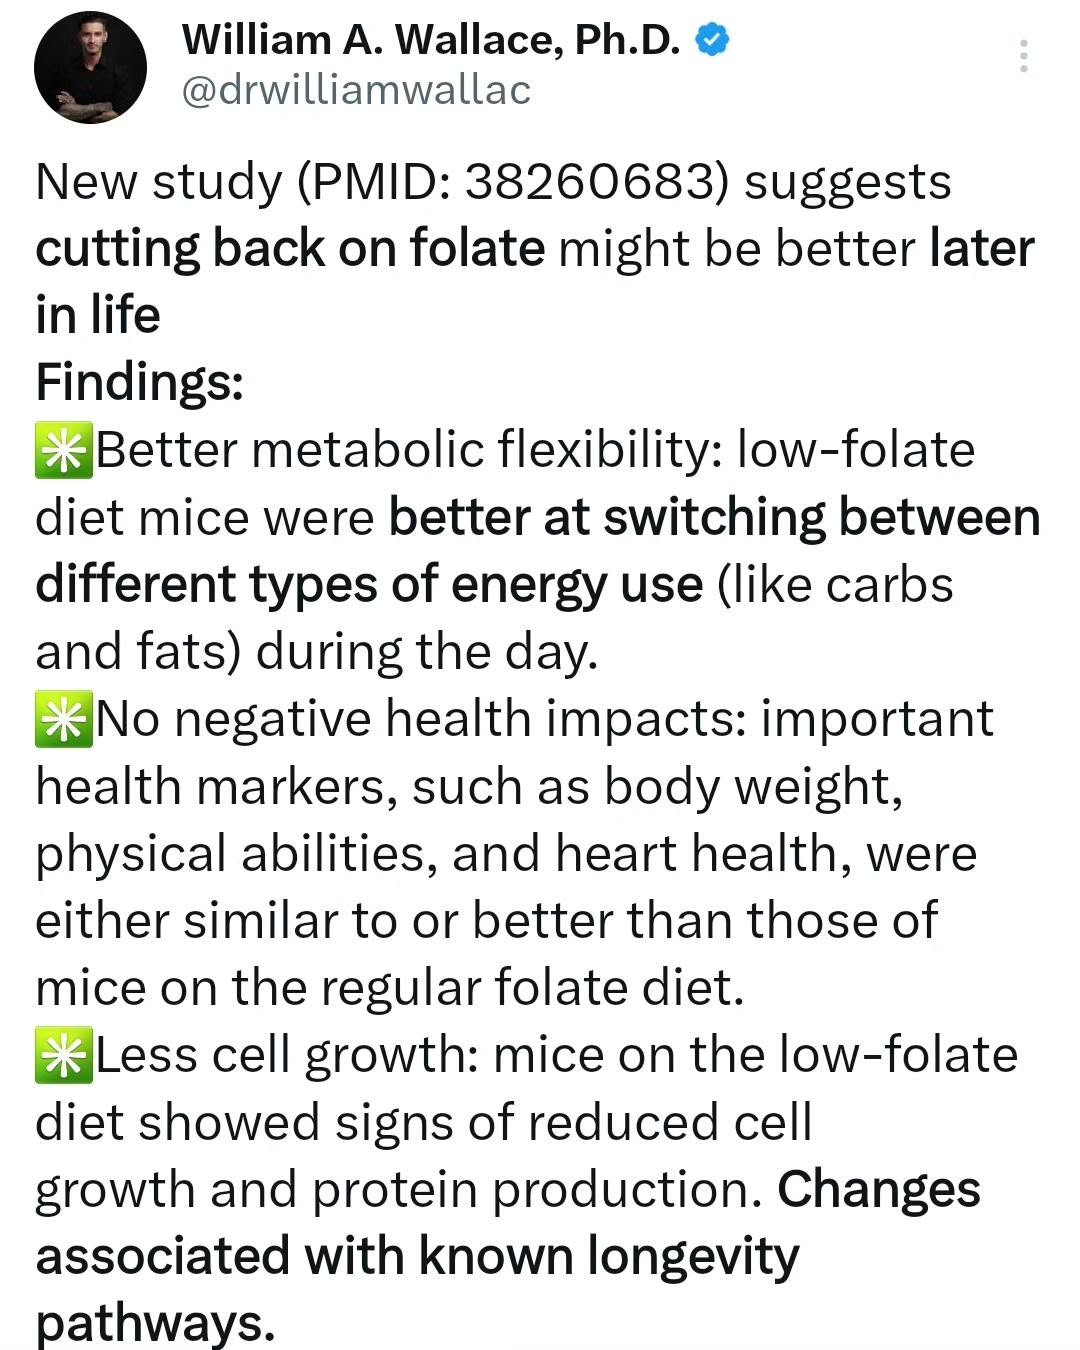 William A. Wallace, Ph.D.
@drwilliamwallac
New study (PMID: 38260683) suggests
cutting back on folate might be better later
in life
Findings:
✳️Better metabolic flexibility: low-folate
diet mice were better at switching between
different types of energy use (like carbs
and fats) during the day.
✳️No negative health impacts: important
health markers, such as body weight,
physical abilities, and heart health, were
either similar to or better than those of
mice on the regular folate diet.
✳️Less cell growth: mice on the low-folate
diet showed signs of reduced cell
growth and protein production. Changes
associated with known longevity
pathways.